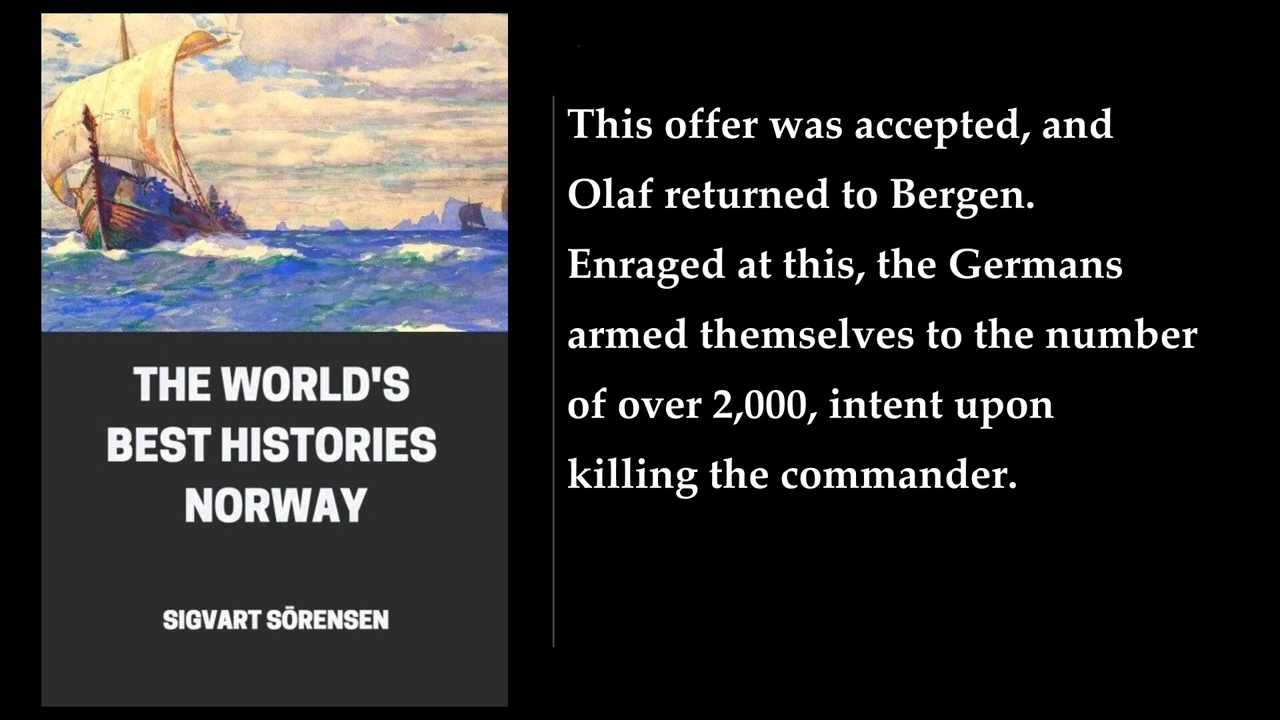 THE WORLD'S
BEST HISTORIES
NORWAY
SIGVART SÖRENSEN
This offer was accepted, and
Olaf returned to Bergen.
Enraged at this, the Germans
armed themselves to the number
of over 2,000, intent upon
killing the commander.